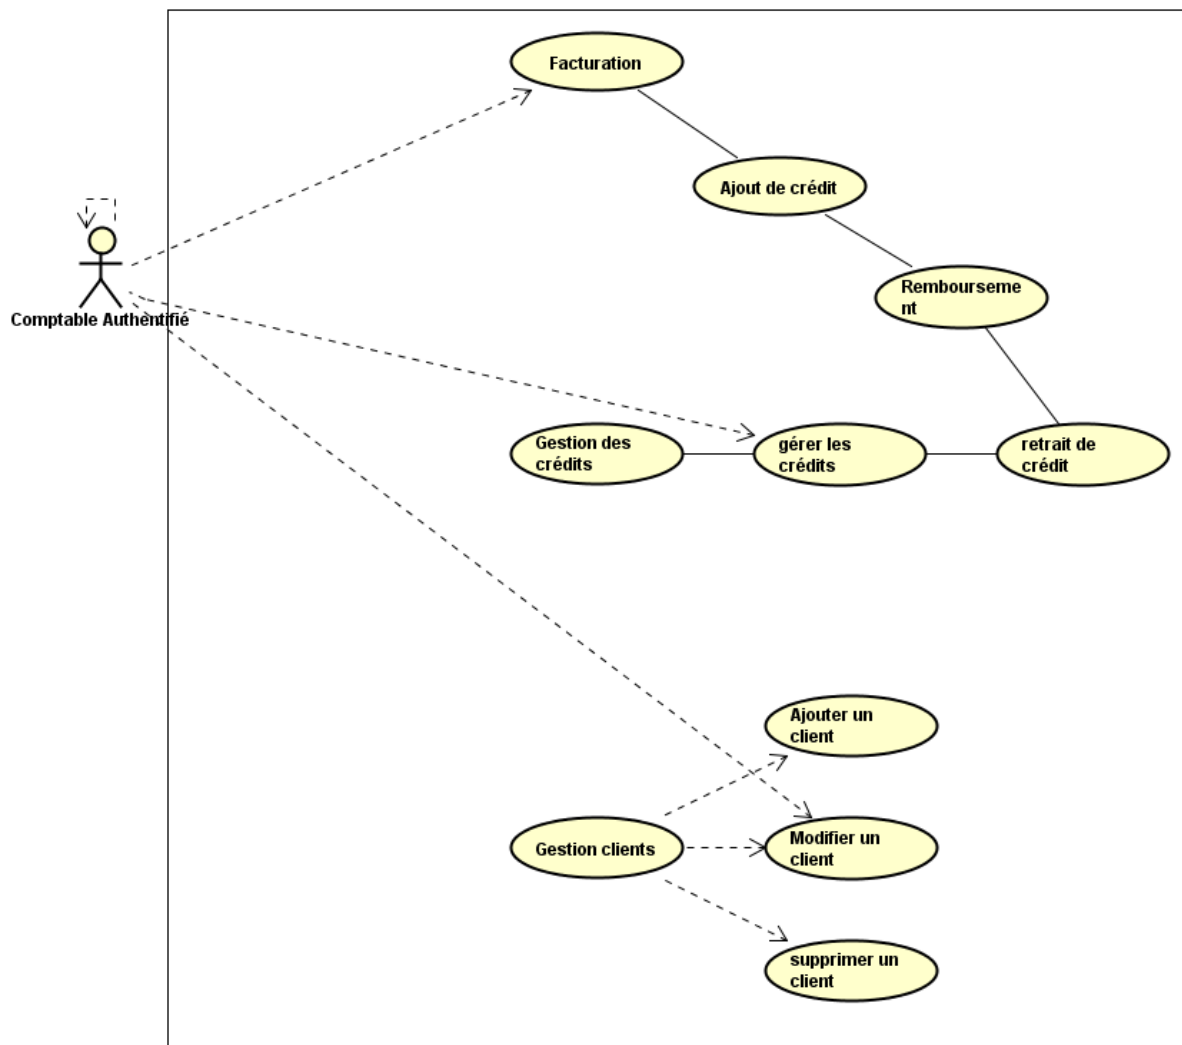 Facturation
Ajout de crédit
Rembourseme
nt
Comptable Authentifié
Gestion des
crédits
gérer les
crédits
retrait de
crédit
Ajouter un
client
Gestion clients
Modifier un
client
supprimer un
client